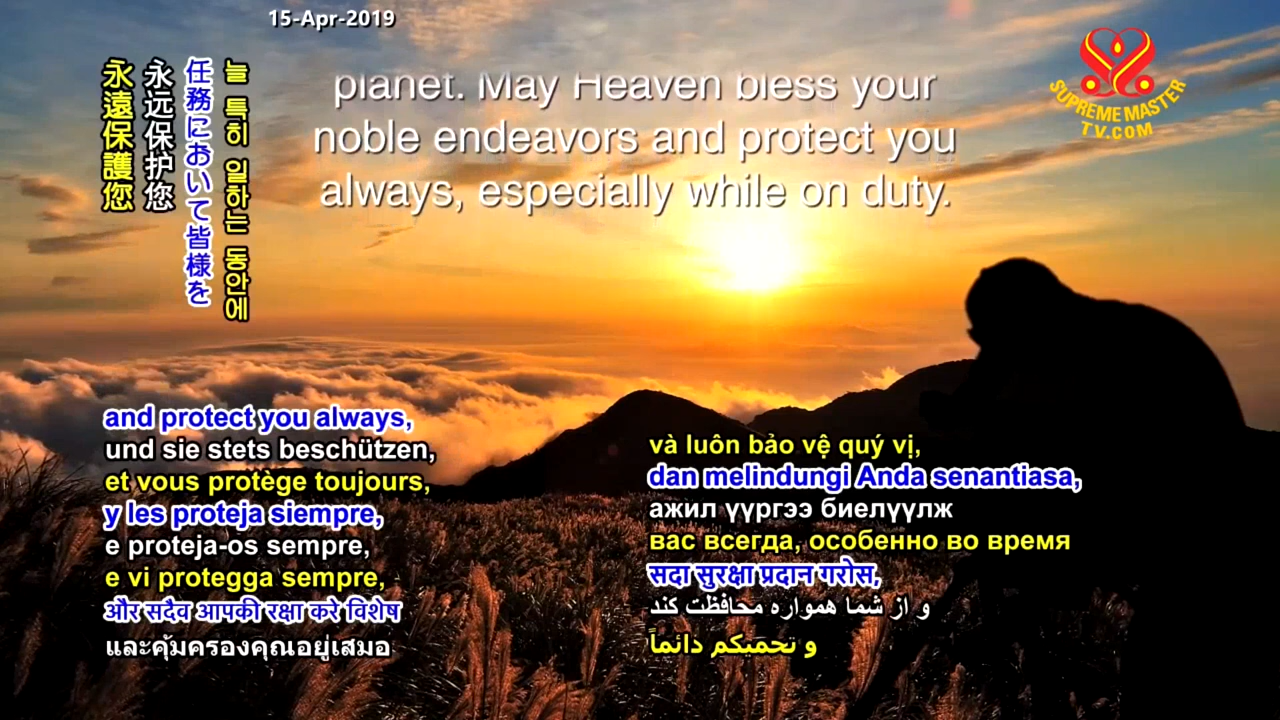 15-Apr-2019
planet. May Heaven bless your
noble endeavors and protect you
always, especially while on duty.
SUPREME MASTER
TV.COM
永遠保護您
永远保护您
任務において皆様を
늘 특히 일하는 동안에
and protect you always,
und sie stets beschützen,
et vous protège toujours,
y les proteja siempre,
e proteja-os sempre,
e vi protegga sempre,
और सदैव आपकी रक्षा करे विशेष
และคุ้มครองคุณอยู่เสมอ
và luôn bảo vệ quý vị,
dan melindungi Anda senantiasa,
ажил үүргээ биелүүлж
вас всегда, особенно во время
सदा सुरक्षा प्रदान गरोस,
و از شما همواره محافظت کند
و تحميكم دائماً